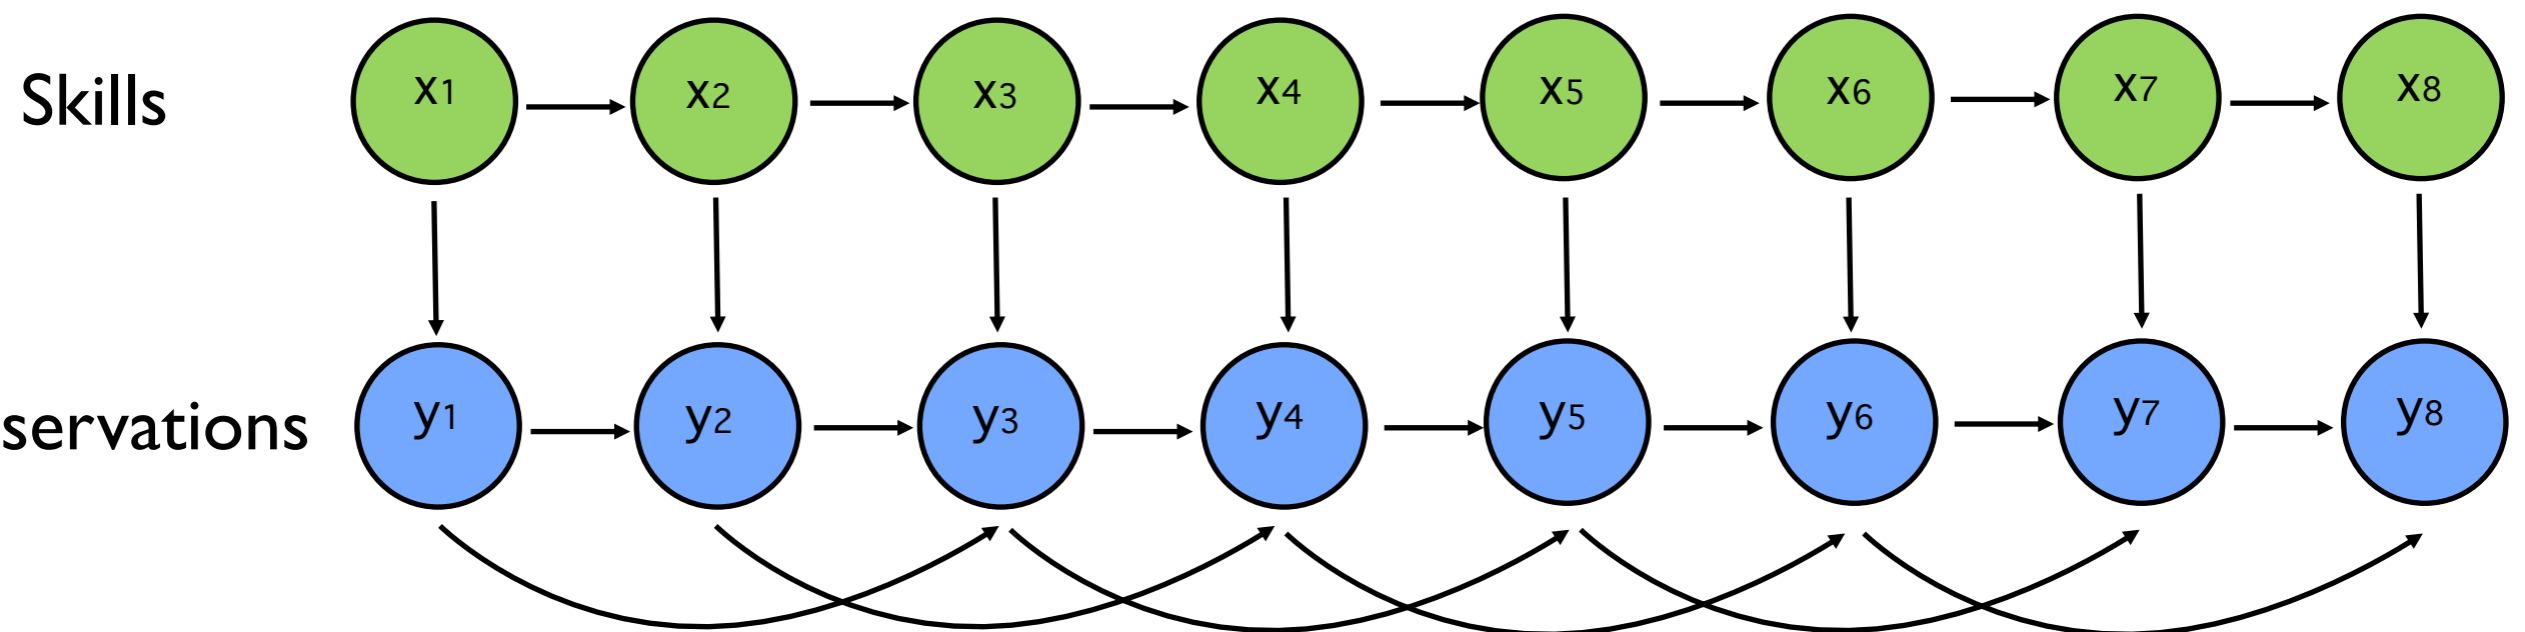 Skills x1 x2 x3 x4 x5 x6 x7 x8
servations y1 y2 y3 y4 y5 y6 y7 y8